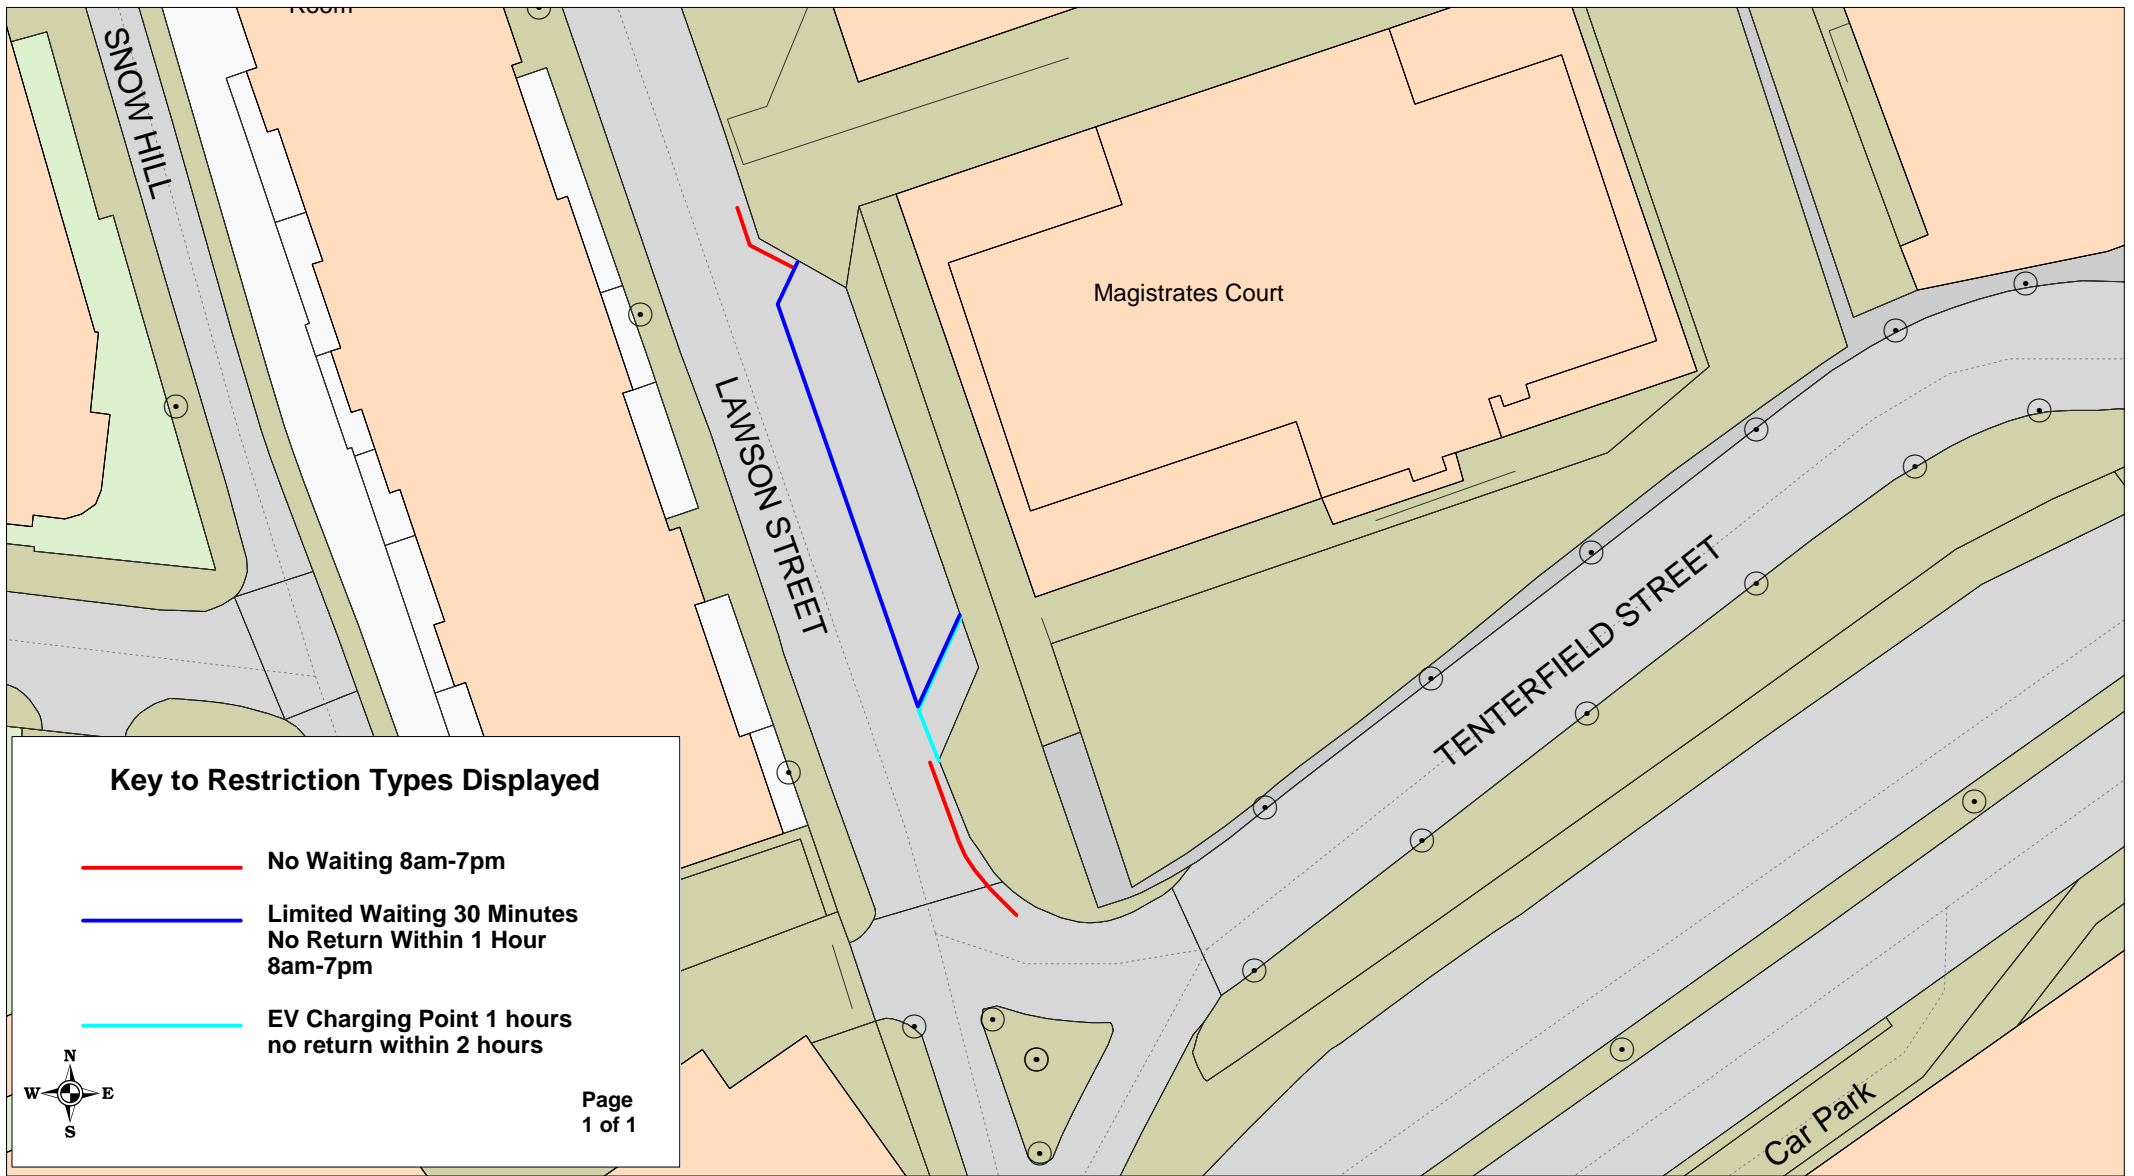 Room
SNOW HILL
Magistrates Court
LAWSON STREET
TENTERFIELD STREET
Car Park
Key to Restriction Types Displayed
No Waiting 8am-7pm
Limited Waiting 30 Minutes
No Return Within 1 Hour
8am-7pm
EV Charging Point 1 hours
no return within 2 hours
N
W E
S
Page
1 of 1